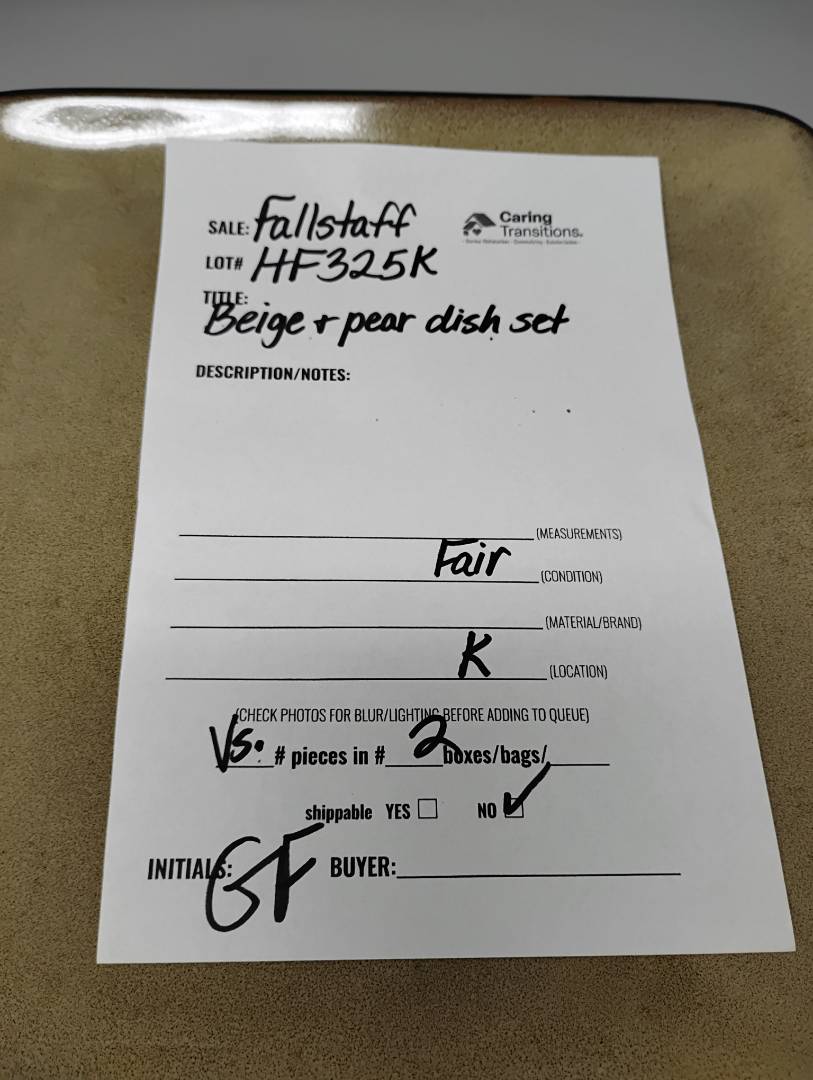 SALE: Fallstaff
Caring
Transitions.
LOT# HF325K
TITLE:
Beige + pear dish set
DESCRIPTION/NOTES:
(MEASUREMENTS)
Fair (CONDITION)
(MATERIAL/BRAND)
K (LOCATION)
(CHECK PHOTOS FOR BLUR/LIGHTING BEFORE ADDING TO QUEUE)
Vs. # pieces in # 2 boxes/bags/
shippable YES NO
INITIALS: GF BUYER: